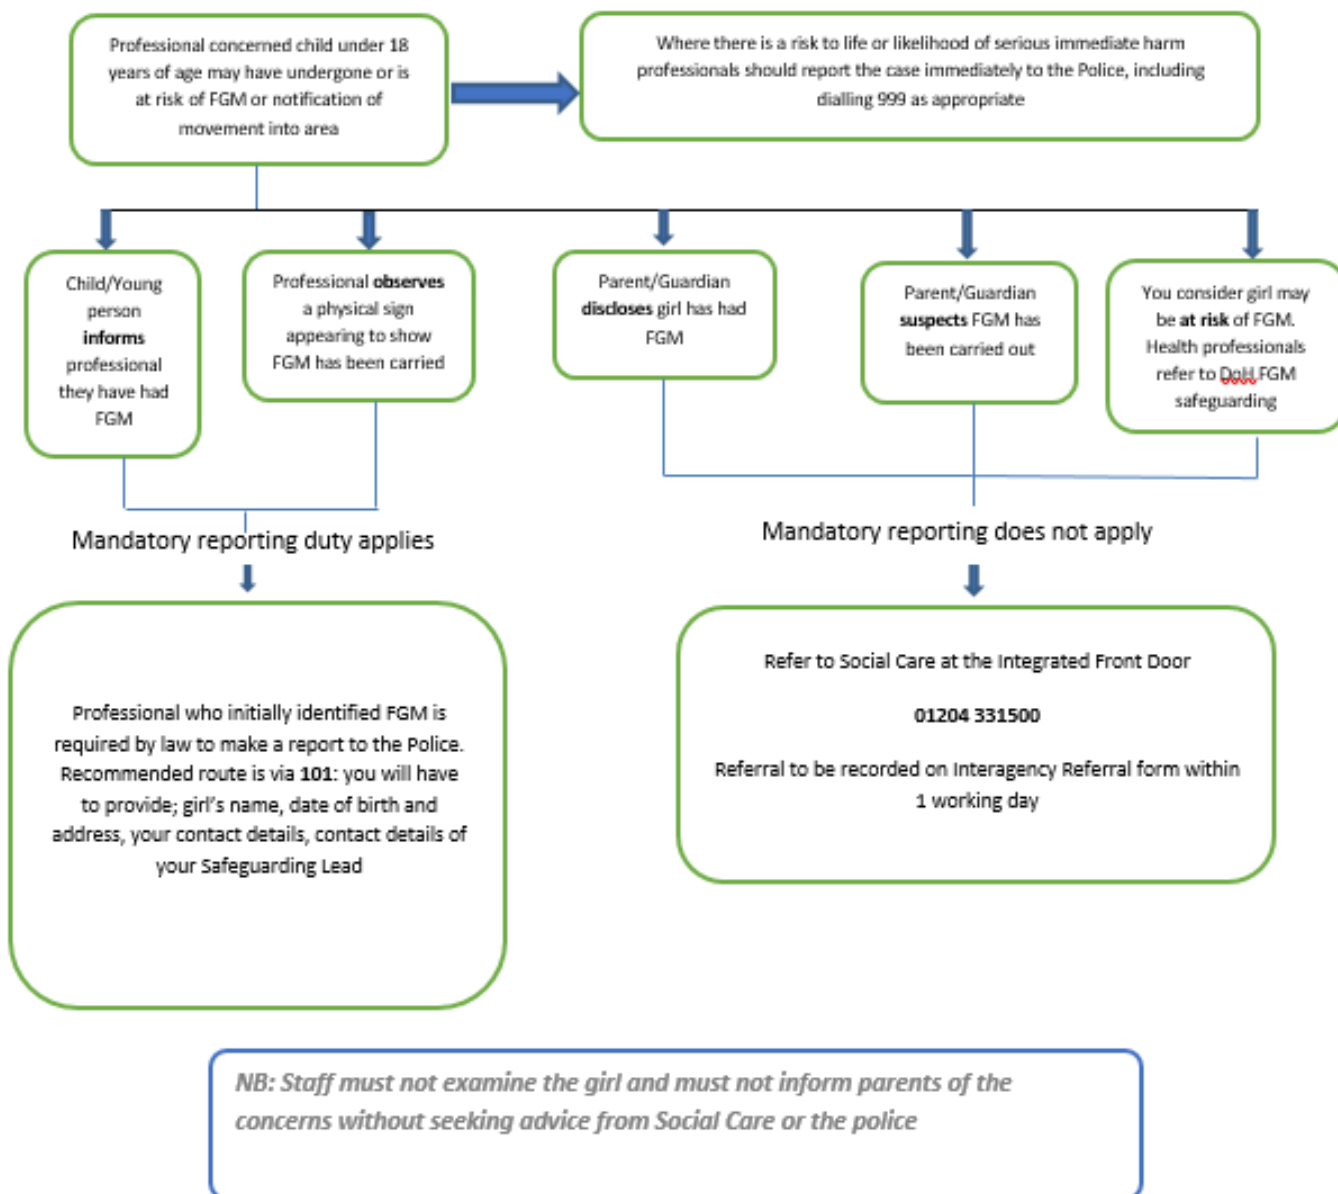 Professional concerned child under 18
years of age may have undergone or is
at risk of FGM or notification of
movement into area
Where there is a risk to life or likelihood of serious immediate harm
professionals should report the case immediately to the Police, including
dialling 999 as appropriate
Child/Young
person
informs
professional
they have had
FGM
Professional observes
a physical sign
appearing to show
FGM has been carried
Parent/Guardian
discloses girl has had
FGM
Parent/Guardian
suspects FGM has
been carried out
You consider girl may
be at risk of FGM.
Health professionals
refer to DoH FGM
safeguarding
Mandatory reporting duty applies
Mandatory reporting does not apply
Professional who initially identified FGM is
required by law to make a report to the Police.
Recommended route is via 101: you will have
to provide; girl's name, date of birth and
address, your contact details, contact details of
your Safeguarding Lead
Refer to Social Care at the Integrated Front Door
01204 331500
Referral to be recorded on Interagency Referral form within
1 working day
NB: Staff must not examine the girl and must not inform parents of the
concerns without seeking advice from Social Care or the police